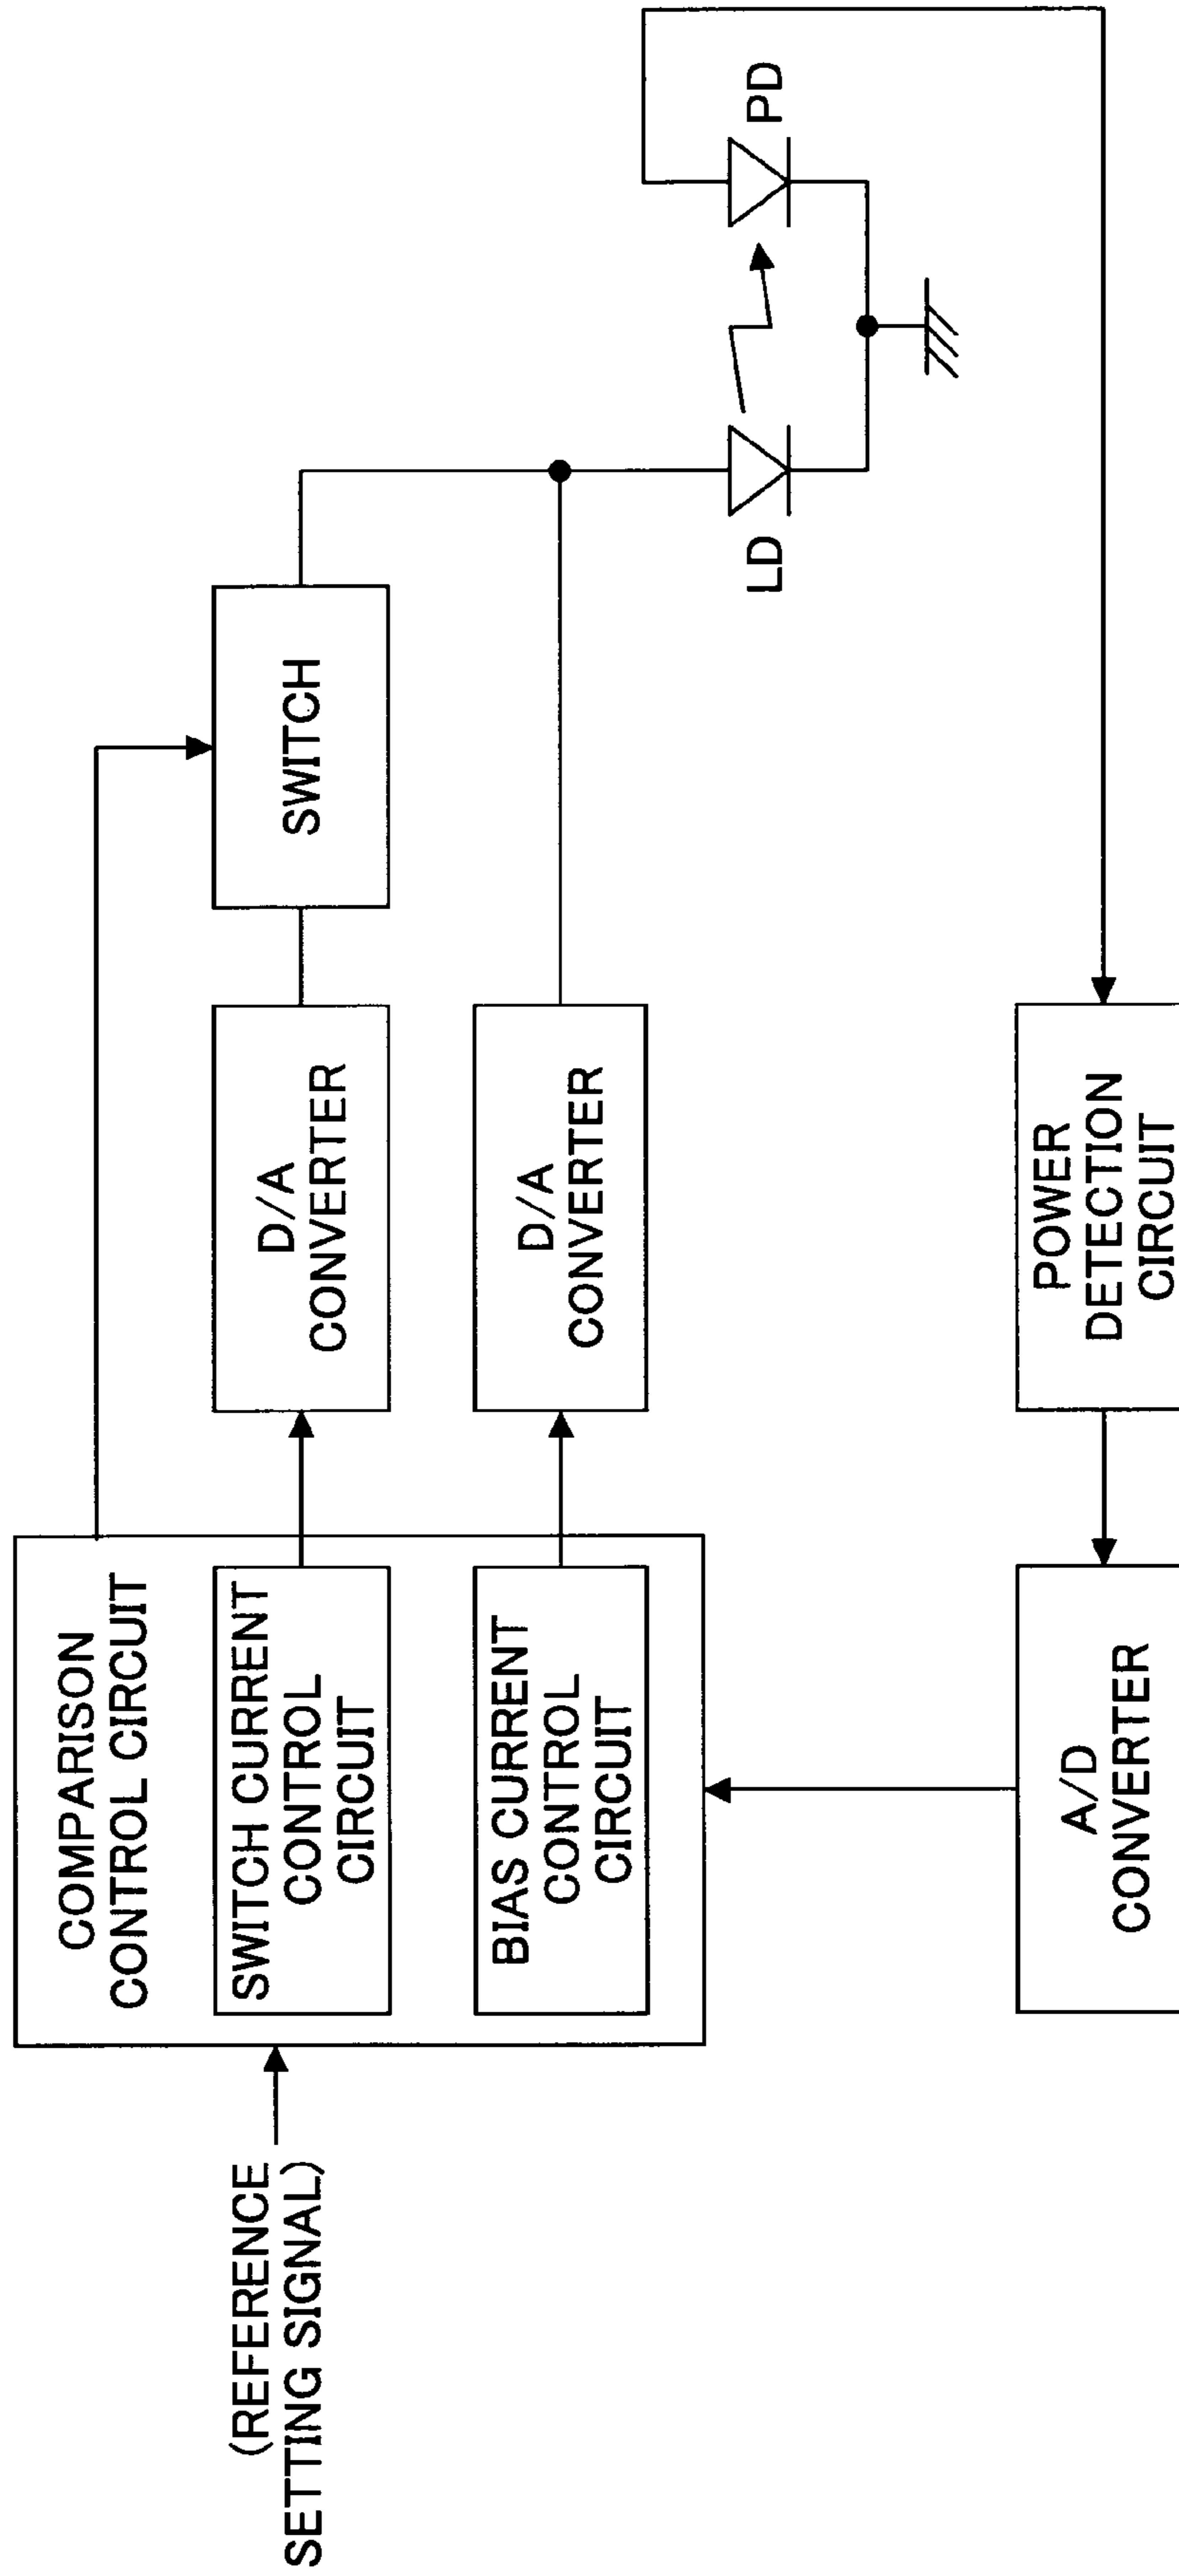 (REFERENCE
SETTING SIGNAL)
COMPARISON
CONTROL CIRCUIT
SWITCH CURRENT
CONTROL
CIRCUIT
BIAS CURRENT
CONTROL
CIRCUIT
D/A
CONVERTER
D/A
CONVERTER
SWITCH
LD
PD
A/D
CONVERTER
POWER
DETECTION
CIRCUIT